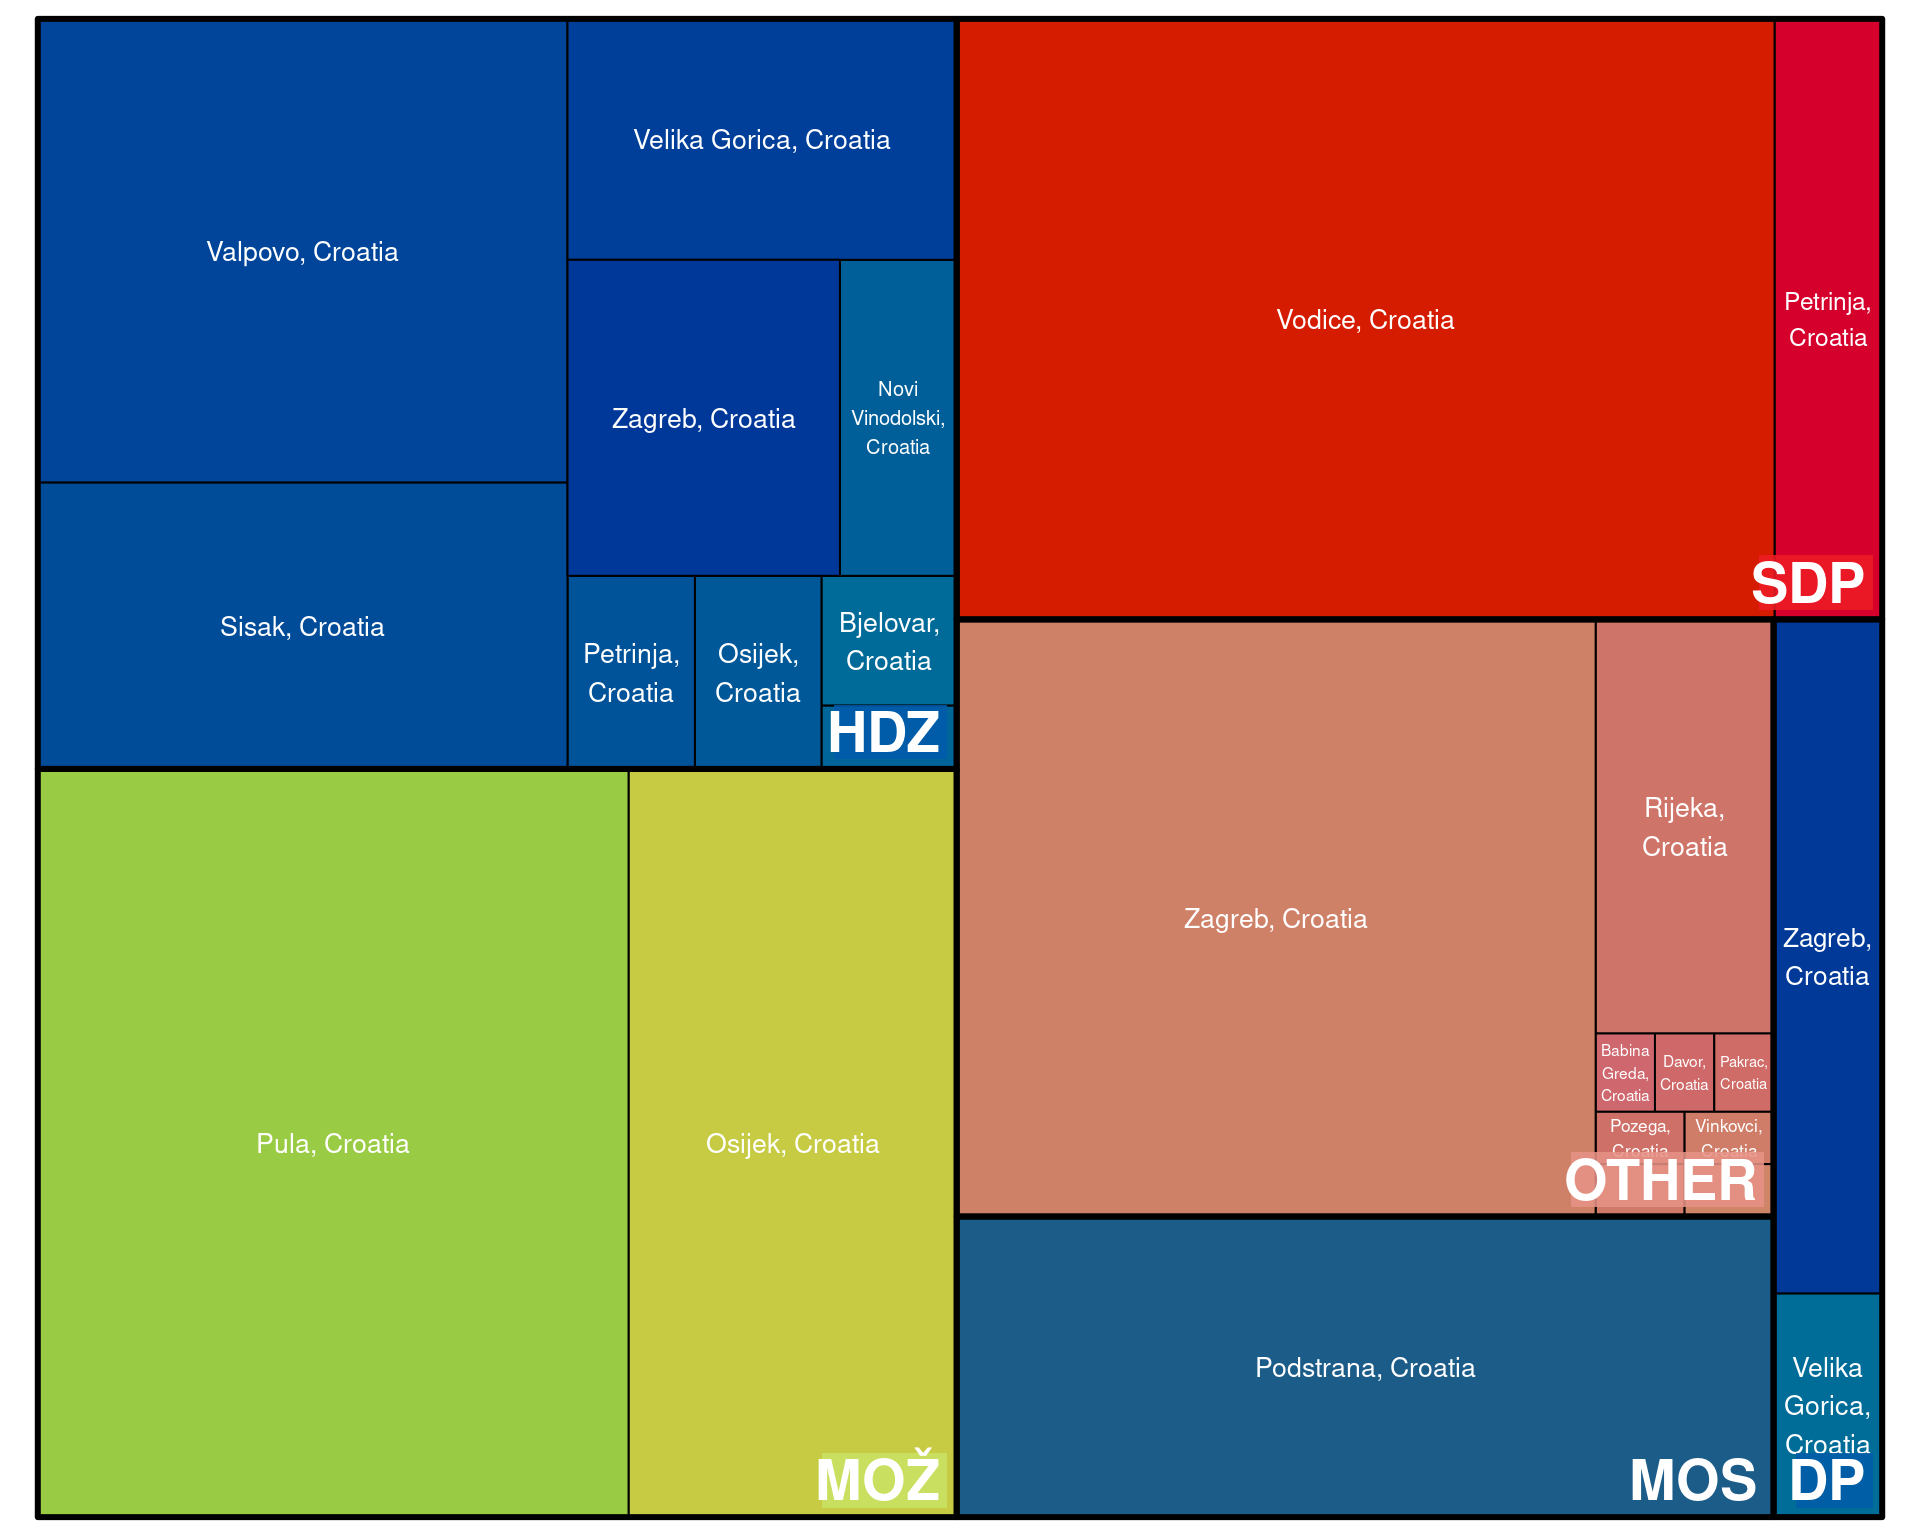 Valpovo, Croatia
Velika Gorica, Croatia
Zagreb, Croatia
Novi
Vinodolski,
Croatia
Sisak, Croatia
Petrinja,
Croatia
Osijek,
Croatia
Bjelovar,
Croatia
HDZ
Pula, Croatia
Osijek, Croatia
MOŽ
Vodice, Croatia
Petrinja,
Croatia
SDP
Zagreb, Croatia
Rijeka,
Croatia
Babina
Greda,
Croatia
Davor,
Croatia
Pakrac,
Croatia
Pozega,
Croatia
Vinkovci,
Croatia
OTHER
Podstrana, Croatia
MOS
Zagreb,
Croatia
Velika
Gorica,
Croatia
DP